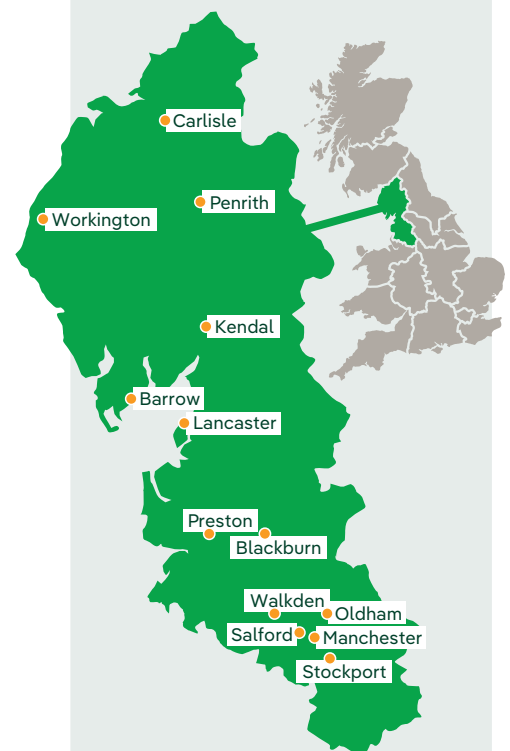 Carlisle
Penrith
Workington
Kendal
Barrow
Lancaster
Preston
Blackburn
Walkden
Oldham
Salford
Manchester
Stockport